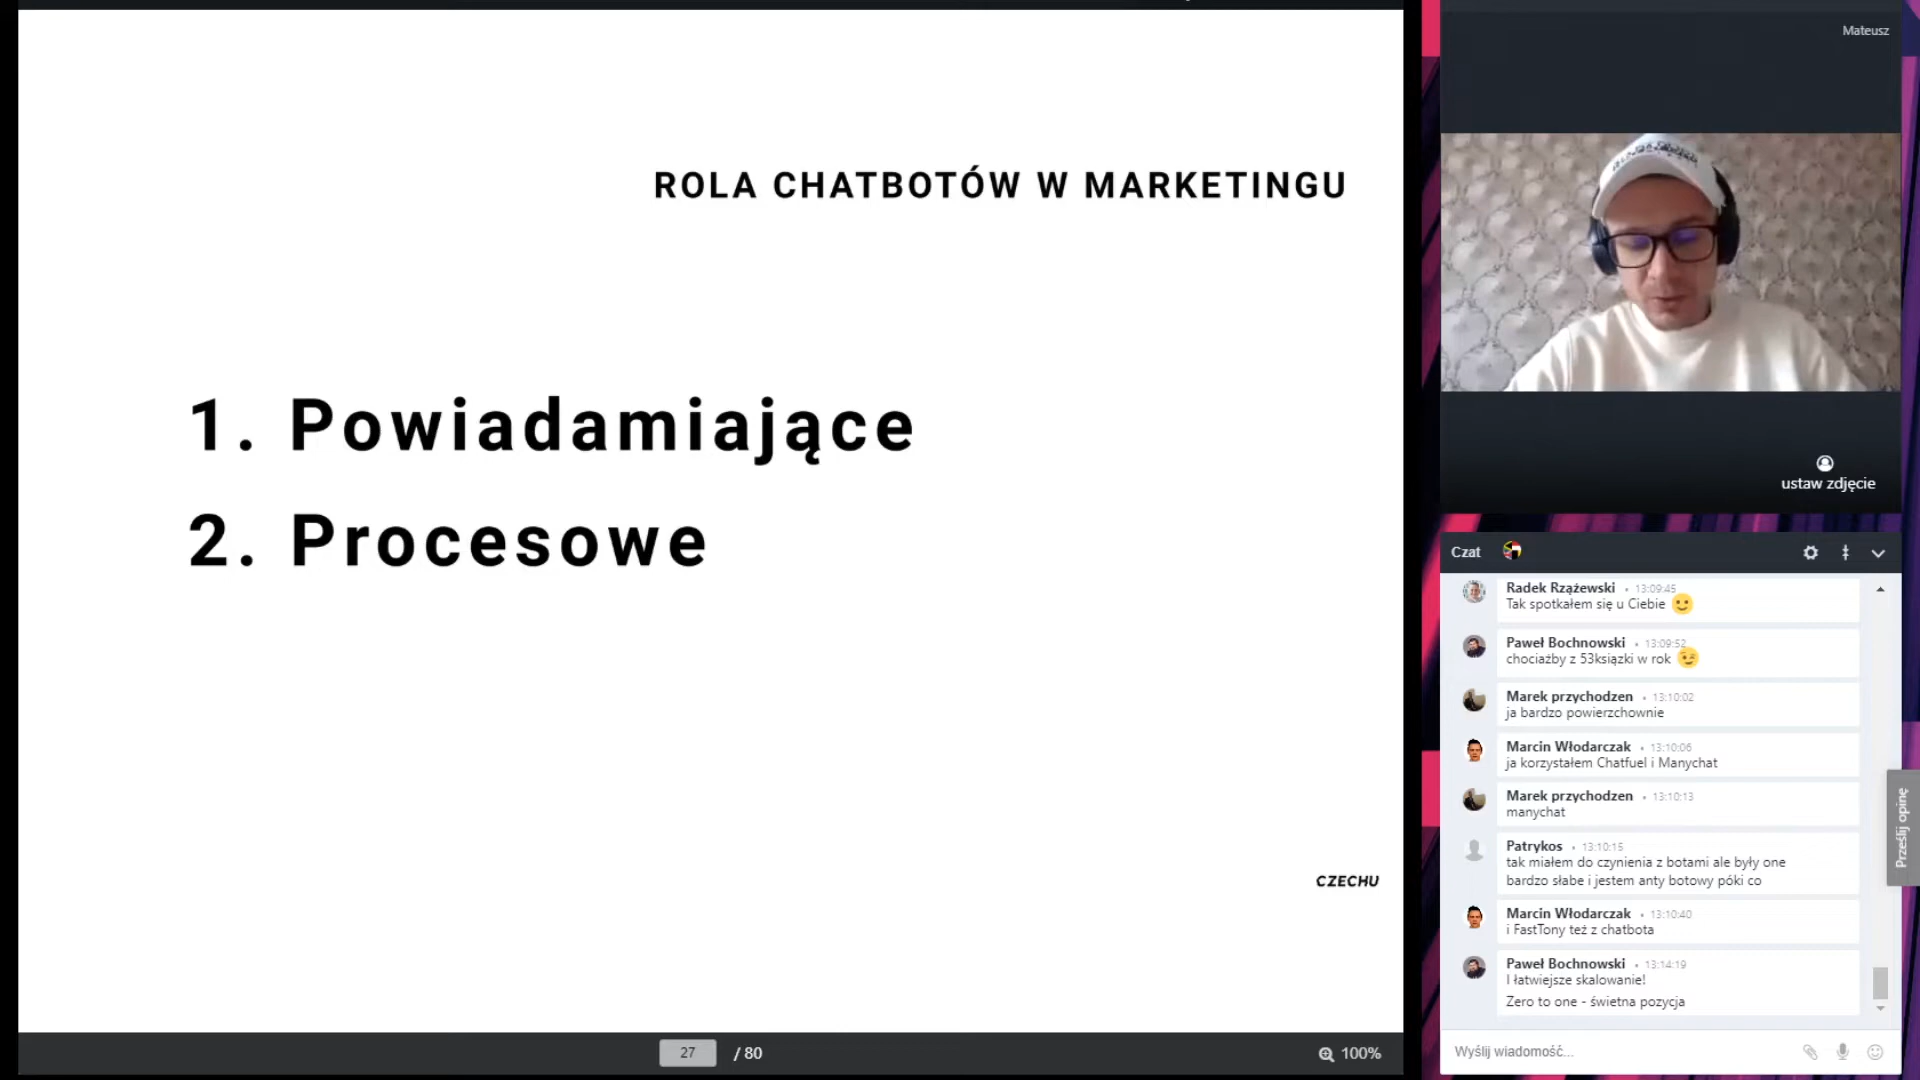 ROLA CHATBOTÓW W MARKETINGU
1. Powiadamiające
2. Procesowe
CZECHU
27 / 80
100%
Mateusz
ustaw zdjęcie
Czat
Radek Rzążewski • 13:09:45
Tak spotkałem się u Ciebie
Paweł Bochnowski • 13:09:52
chociażby z 53książki w rok
Marek przychodzen • 13:10:02
ja bardzo powierzchownie
Marcin Włodarczak • 13:10:06
ja korzystałem Chatfuel i Manychat
Marek przychodzen • 13:10:13
manychat
Patrykos • 13:10:15
tak miałem do czynienia z botami ale były one
bardzo słabe i jestem anty botowy póki co
Marcin Włodarczak • 13:10:40
i FastTony też z chatbota
Paweł Bochnowski • 13:14:19
I łatwiejsze skalowanie!
Zero to one - świetna pozycja
Wyślij wiadomość...
Prześlij opinę